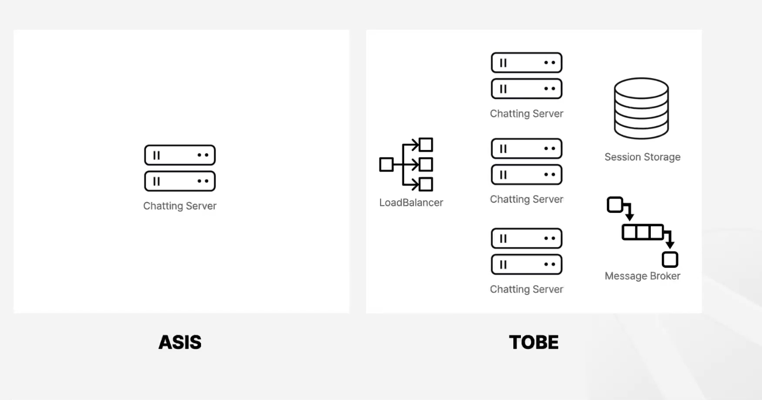 Chatting Server
ASIS
LoadBalancer
Chatting Server
Chatting Server
Chatting Server
Session Storage
Message Broker
TOBE